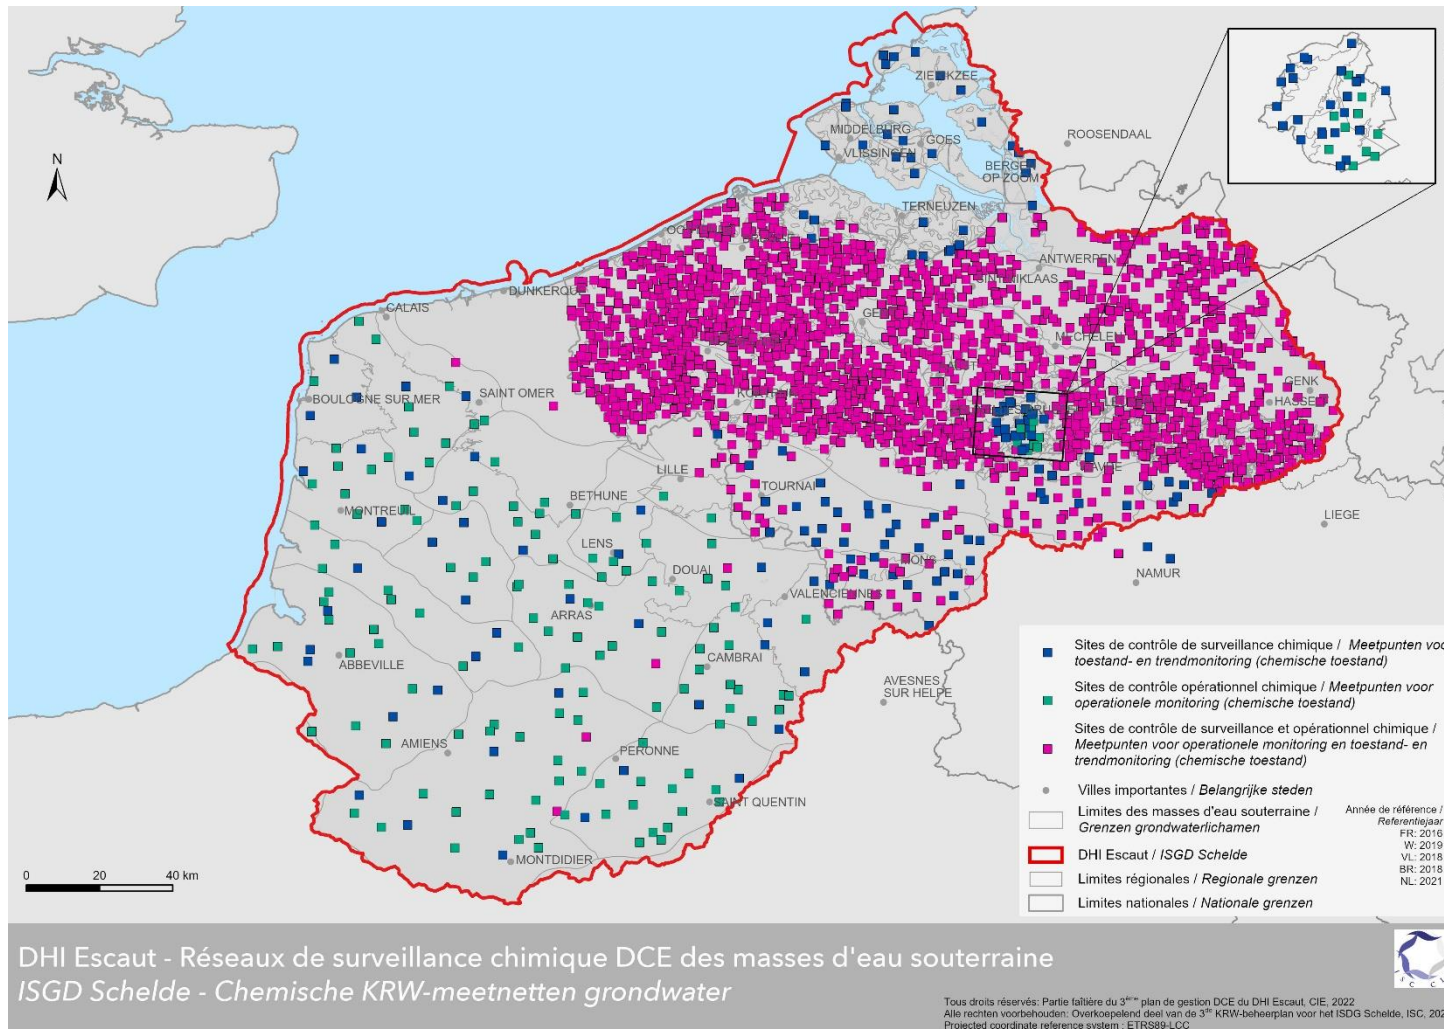 N
ZIERIKZEE
MIDDELBURG
GOES
VLISSINGEN
BERGEN
OP ZOOM
ROOSENDAAL
TERNEUZEN
ANTWERPEN
DUNKERQUE
CALAIS
BOULOGNE SUR MER
SAINT OMER
LILLE
TOURNAI
GENK
HASSELT
LIEGE
BETHUNE
MONTREUIL
LENS
DOUAI
MONS
NAMUR
VALENCIENNES
ARRAS
ABBEVILLE
CAMBRAI
AVESNES
SUR HELPE
AMIENS
PERONNE
SAINT QUENTIN
MONTDIDIER
0 20 40 km
Sites de contrôle de surveillance chimique / Meetpunten voo
toestand- en trendmonitoring (chemische toestand)
Sites de contrôle opérationnel chimique / Meetpunten voor
operationele monitoring (chemische toestand)
Sites de contrôle de surveillance et opérationnel chimique /
Meetpunten voor operationele monitoring en toestand- en
trendmonitoring (chemische toestand)
Villes importantes / Belangrijke steden
Limites des masses d'eau souterraine /
Grenzen grondwaterlichamen
DHI Escaut / ISGD Schelde
Limites régionales / Regionale grenzen
Limites nationales / Nationale grenzen
Année de référence /
Referentiejaar
FR: 2016
W: 2019
VL: 2018
BR: 2018
NL: 2021
DHI Escaut - Réseaux de surveillance chimique DCE des masses d'eau souterraine
ISGD Schelde - Chemische KRW-meetnetten grondwater
Tous droits réservés: Partie faîtière du 3ème plan de gestion DCE du DHI Escaut, CIE, 2022
Alle rechten voorbehouden: Overkoepelend deel van de 3de KRW-beheerplan voor het ISDG Schelde, ISC, 202
Projected coordinate reference system : ETRS89-LCC